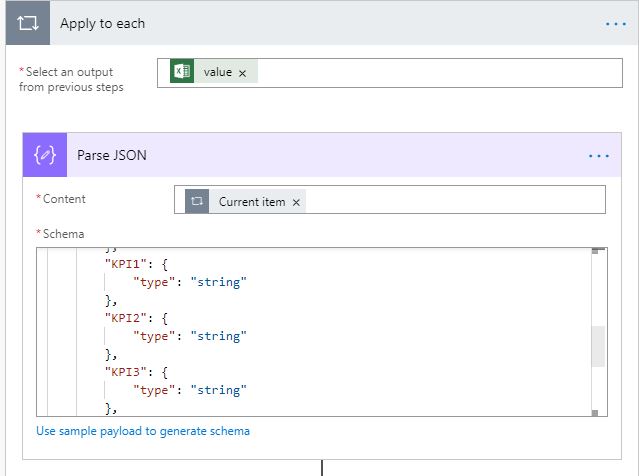 Apply to each
*Select an output
from previous steps
value ×
Parse JSON
*Content
Current item ×
*Schema
},
"KPI1": {
"type": "string"
},
"KPI2": {
"type": "string"
},
"KPI3": {
"type": "string"
},
Use sample payload to generate schema